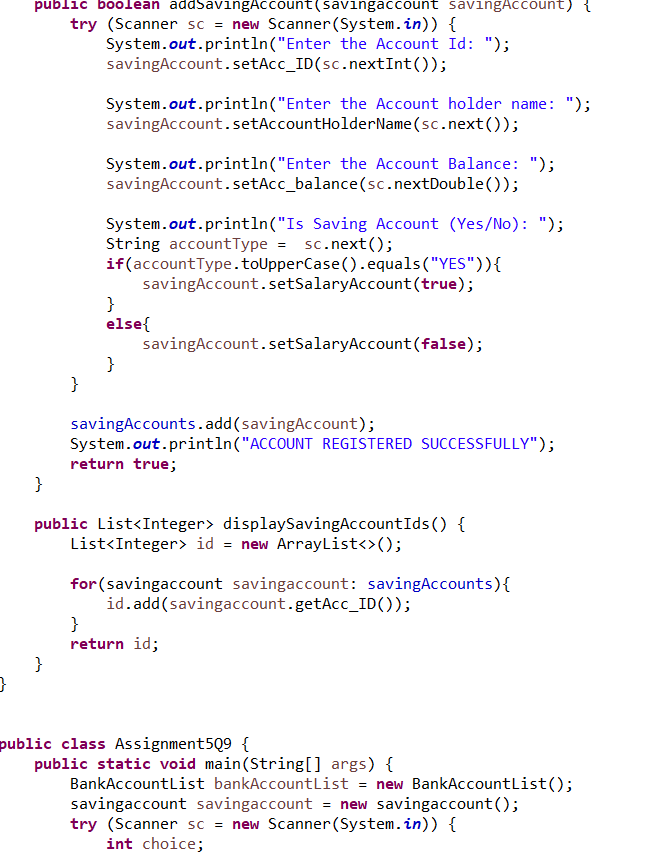 public boolean addSavingAccount(savingaccount savingAccount) {
try (Scanner sc = new Scanner(System.in)) {
System.out.println("Enter the Account Id: ");
savingAccount.setAcc_ID(sc.nextInt());
System.out.println("Enter the Account holder name: ");
savingAccount.setAccountHolderName(sc.next());
System.out.println("Enter the Account Balance: ");
savingAccount.setAcc_balance(sc.nextDouble());
System.out.println("Is Saving Account (Yes/No): ");
String accountType =  sc.next();
if(accountType.toUpperCase().equals("YES")){
savingAccount.setSalaryAccount(true);
}
else{
savingAccount.setSalaryAccount(false);
}
}
savingAccounts.add(savingAccount);
System.out.println("ACCOUNT REGISTERED SUCCESSFULLY");
return true;
}
public List<Integer> displaySavingAccountIds() {
List<Integer> id = new ArrayList<>();
for(savingaccount savingaccount: savingAccounts){
id.add(savingaccount.getAcc_ID());
}
return id;
}
}
public class Assignment5Q9 {
public static void main(String[] args) {
BankAccountList bankAccountList = new BankAccountList();
savingaccount savingaccount = new savingaccount();
try (Scanner sc = new Scanner(System.in)) {
int choice;